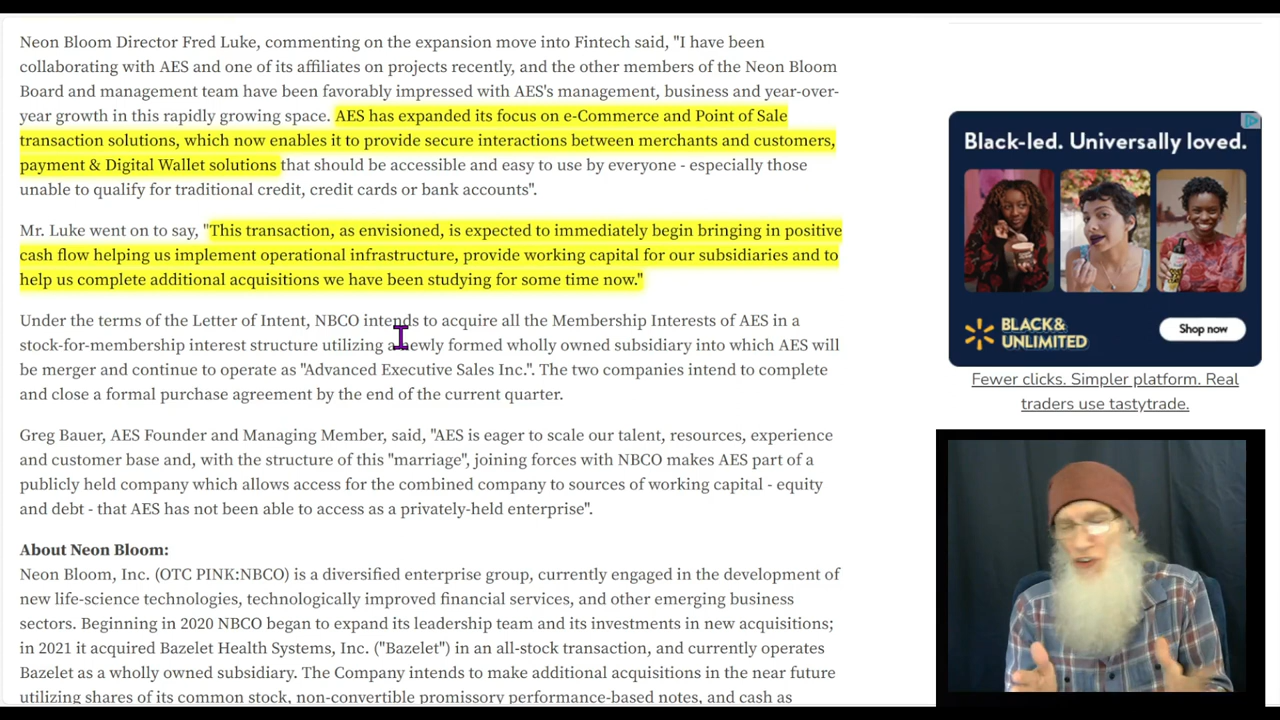 Neon Bloom Director Fred Luke, commenting on the expansion move into Fintech said, "I have been
collaborating with AES and one of its affiliates on projects recently, and the other members of the Neon Bloom
Board and management team have been favorably impressed with AES's management, business and year-over-
year growth in this rapidly growing space. AES has expanded its focus on e-Commerce and Point of Sale
transaction solutions, which now enables it to provide secure interactions between merchants and customers,
payment & Digital Wallet solutions that should be accessible and easy to use by everyone - especially those
unable to qualify for traditional credit, credit cards or bank accounts".
Mr. Luke went on to say, "This transaction, as envisioned, is expected to immediately begin bringing in positive
cash flow helping us implement operational infrastructure, provide working capital for our subsidiaries and to
help us complete additional acquisitions we have been studying for some time now."
Under the terms of the Letter of Intent, NBCO intends to acquire all the Membership Interests of AES in a
stock-for-membership interest structure utilizing a newly formed wholly owned subsidiary into which AES will
be merger and continue to operate as "Advanced Executive Sales Inc.". The two companies intend to complete
and close a formal purchase agreement by the end of the current quarter.
Greg Bauer, AES Founder and Managing Member, said, "AES is eager to scale our talent, resources, experience
and customer base and, with the structure of this "marriage", joining forces with NBCO makes AES part of a
publicly held company which allows access for the combined company to sources of working capital - equity
and debt - that AES has not been able to access as a privately-held enterprise".
About Neon Bloom:
Neon Bloom, Inc. (OTC PINK:NBCO) is a diversified enterprise group, currently engaged in the development of
new life-science technologies, technologically improved financial services, and other emerging business
sectors. Beginning in 2020 NBCO began to expand its leadership team and its investments in new acquisitions;
in 2021 it acquired Bazelet Health Systems, Inc. ("Bazelet") in an all-stock transaction, and currently operates
Bazelet as a wholly owned subsidiary. The Company intends to make additional acquisitions in the near future
utilizing shares of its common stock, non-convertible promissory performance-based notes, and cash as
Black-led. Universally loved.
BLACK&
UNLIMITED
Shop now
Fewer clicks. Simpler platform. Real
traders use tastytrade.